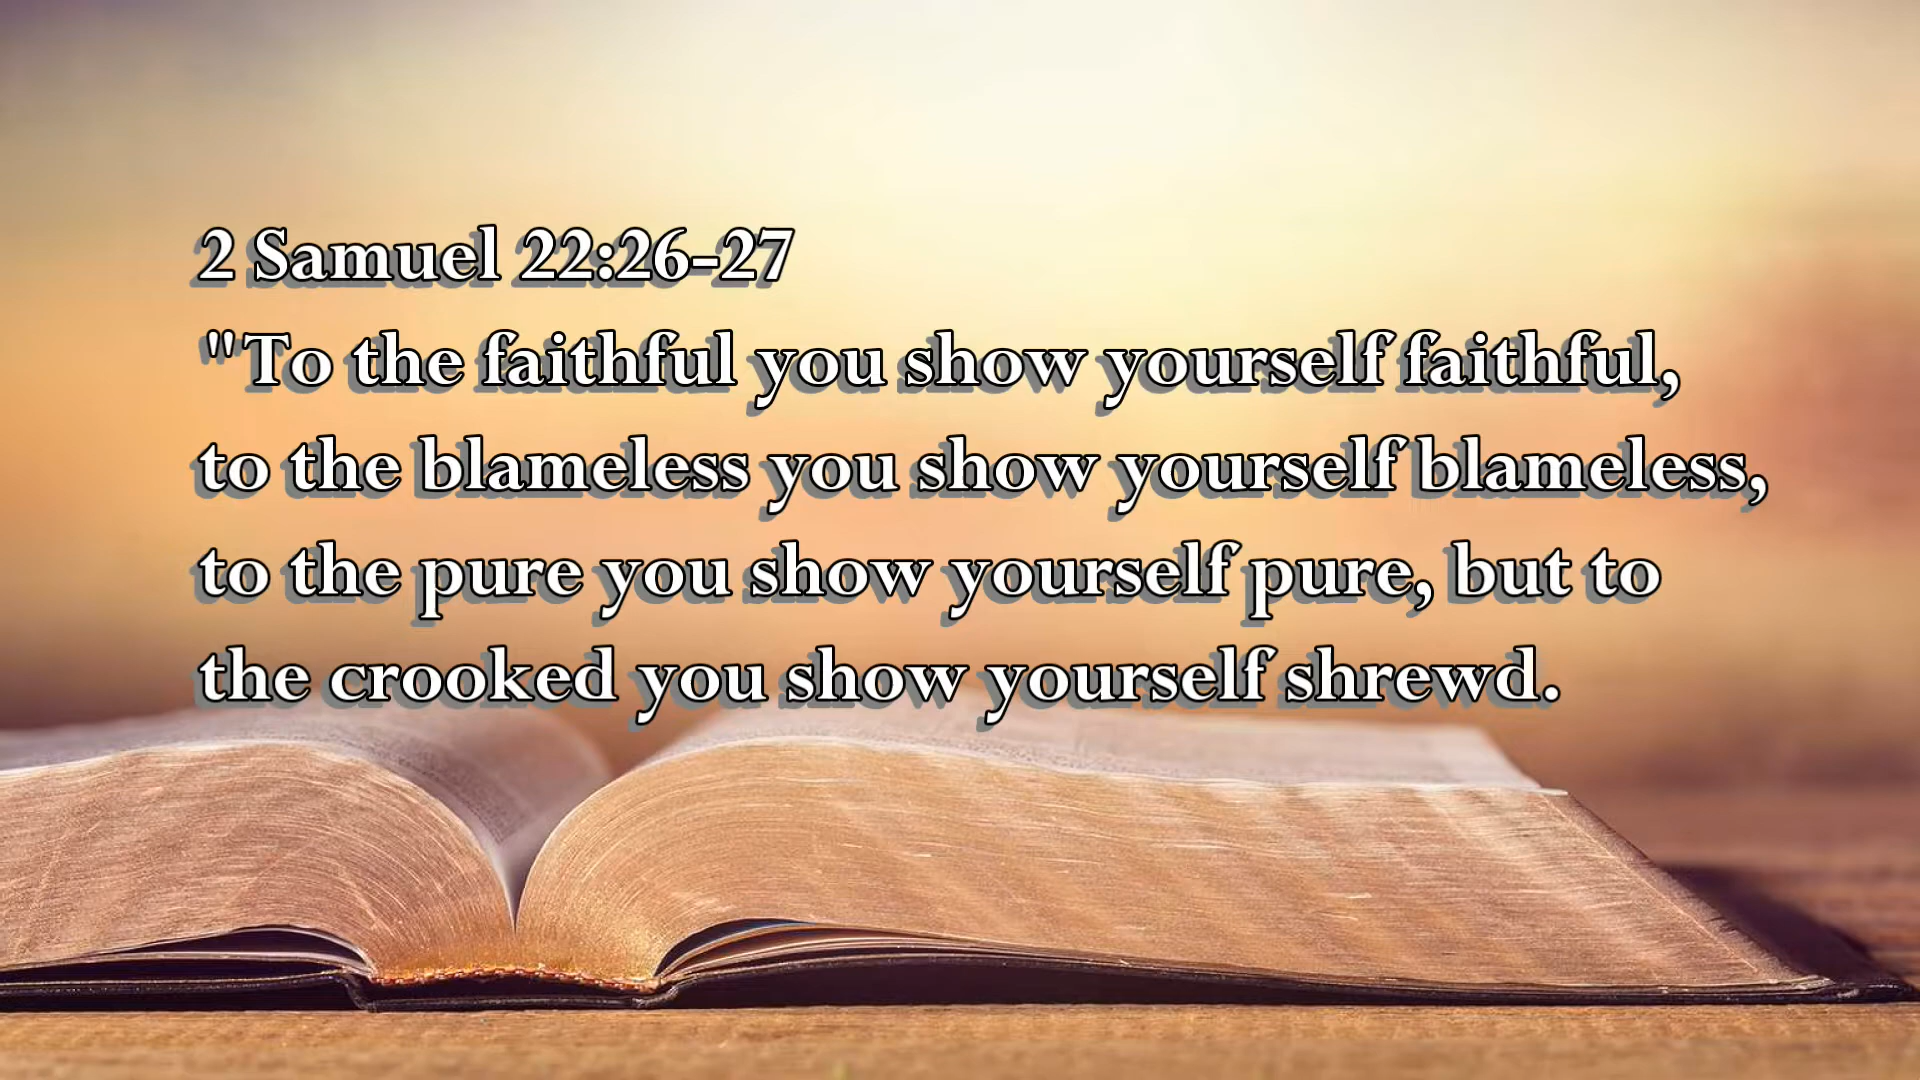 2 Samuel 22:26-27
"To the faithful you show yourself faithful,
to the blameless you show yourself blameless,
to the pure you show yourself pure, but to
the crooked you show yourself shrewd.